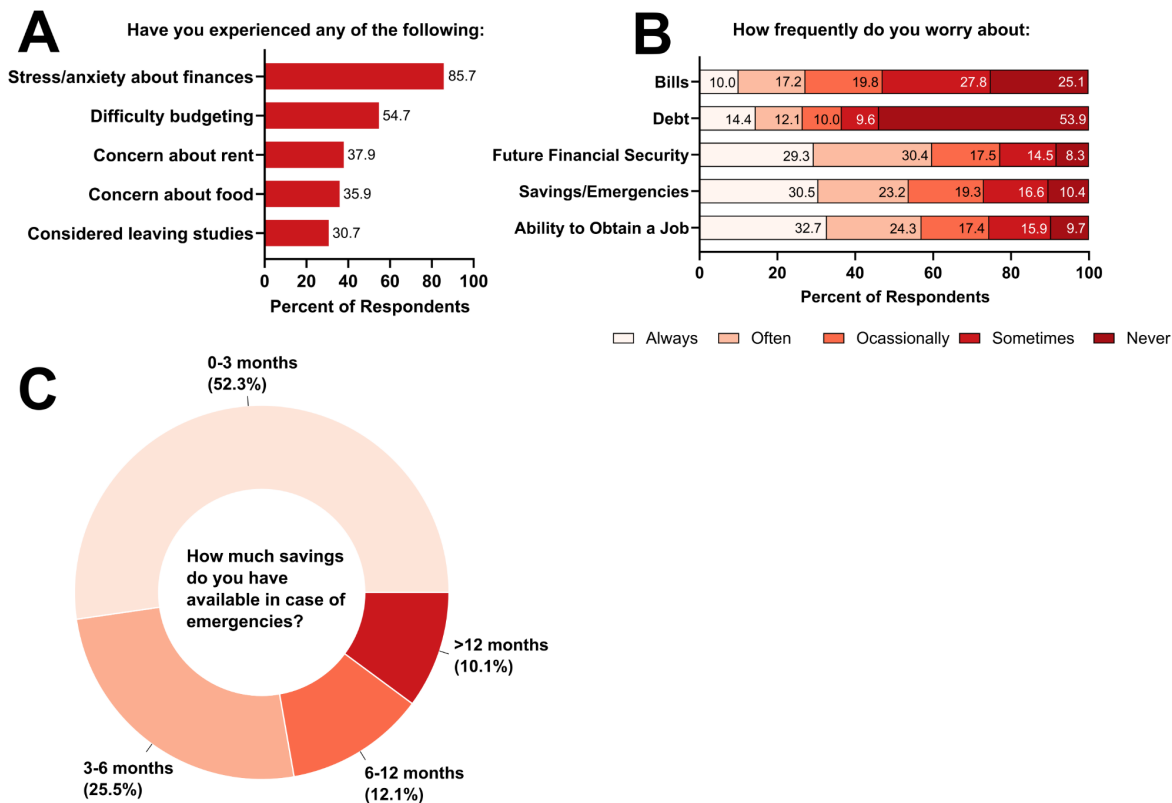 A
Have you experienced any of the following:
Stress/anxiety about finances
85.7
Difficulty budgeting
54.7
Concern about rent
37.9
Concern about food
35.9
Considered leaving studies
30.7
0 20 40 60 80 100
Percent of Respondents
B
How frequently do you worry about:
Bills
10.0 17.2 19.8 27.8 25.1
Debt
14.4 12.1 10.0 9.6 53.9
Future Financial Security
29.3 30.4 17.5 14.5 8.3
Savings/Emergencies
30.5 23.2 19.3 16.6 10.4
Ability to Obtain a Job
32.7 24.3 17.4 15.9 9.7
0 20 40 60 80 100
Percent of Respondents
Always Often Ocassionally Sometimes Never
C
0-3 months
(52.3%)
How much savings
do you have
available in case of
emergencies?
>12 months
(10.1%)
3-6 months
(25.5%)
6-12 months
(12.1%)